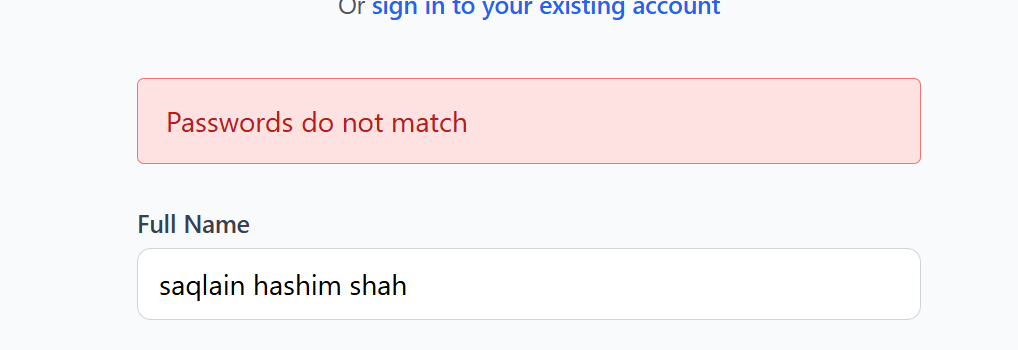 Or sign in to your existing account
Passwords do not match
Full Name
saqlain hashim shah